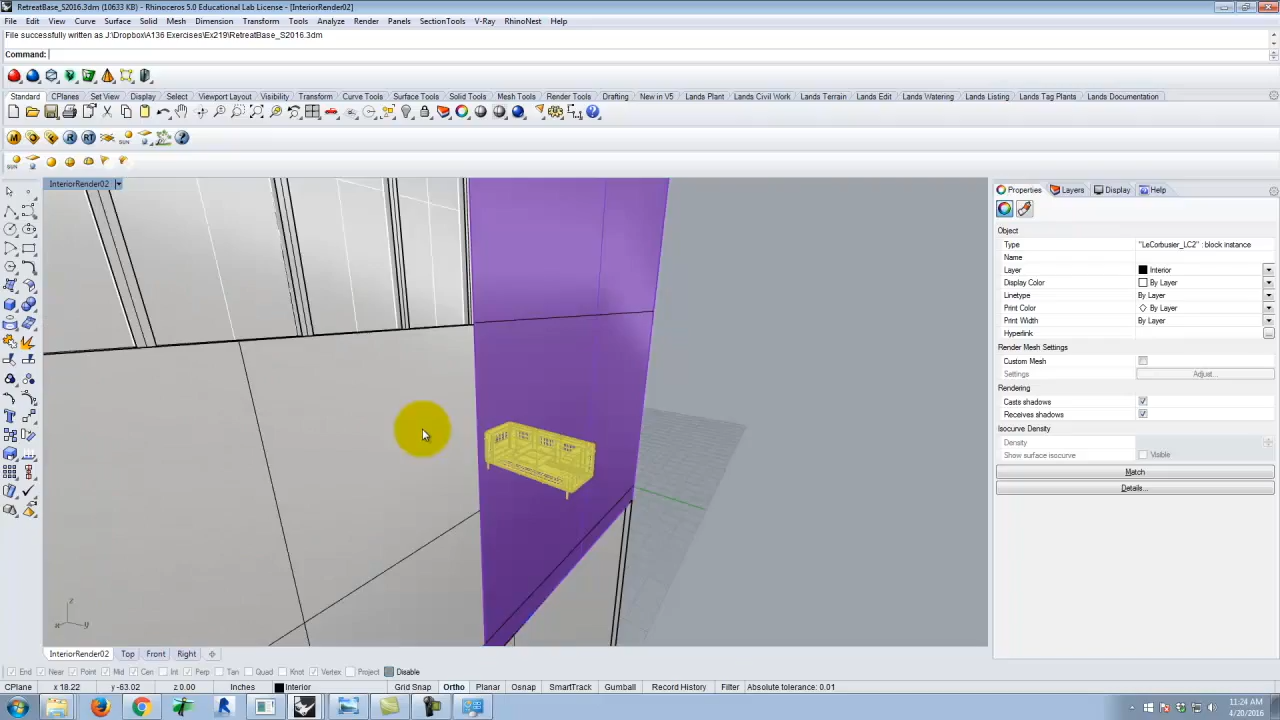 RetreatBase_S2016.3dm (10633 KB) - Rhinoceros 5.0 Educational Lab License - [InteriorRender02]
File Edit View Curve Surface Solid Mesh Dimension Transform Tools Analyze Render Panels SectionTools V-Ray RhinoNest Help
File successfully written as J:\Dropbox\A136 Exercises\Ex219\RetreatBase_S2016.3dm
Command:
Standard CPlanes Set View Display Select Viewport Layout Visibility Transform Curve Tools Surface Tools Solid Tools Mesh Tools Render Tools Drafting New in V5 Lands Plant Lands Civil Work Lands Terrain Lands Edit Lands Watering Lands Listing Lands Tag Plants Lands Documentation
M R RT SUN
SUN
InteriorRender02
Properties Layers Display Help
Object
Type "LeCorbusier_LC2" : block instance
Name
Layer Interior
Display Color By Layer
Linetype By Layer
Print Color By Layer
Print Width By Layer
Hyperlink
Render Mesh Settings
Custom Mesh
Settings Adjust...
Rendering
Casts shadows
Receives shadows
Isocurve Density
Density
Show surface isocurve Visible
Match
Details...
z
x y
InteriorRender02 Top Front Right
End Near Point Mid Cen Int Perp Tan Quad Knot Vertex Project Disable
CPlane x 18.22 y -63.02 z 0.00 Inches Interior Grid Snap Ortho Planar Osnap SmartTrack Gumball Record History Filter Absolute tolerance: 0.01
11:24 AM
4/20/2016